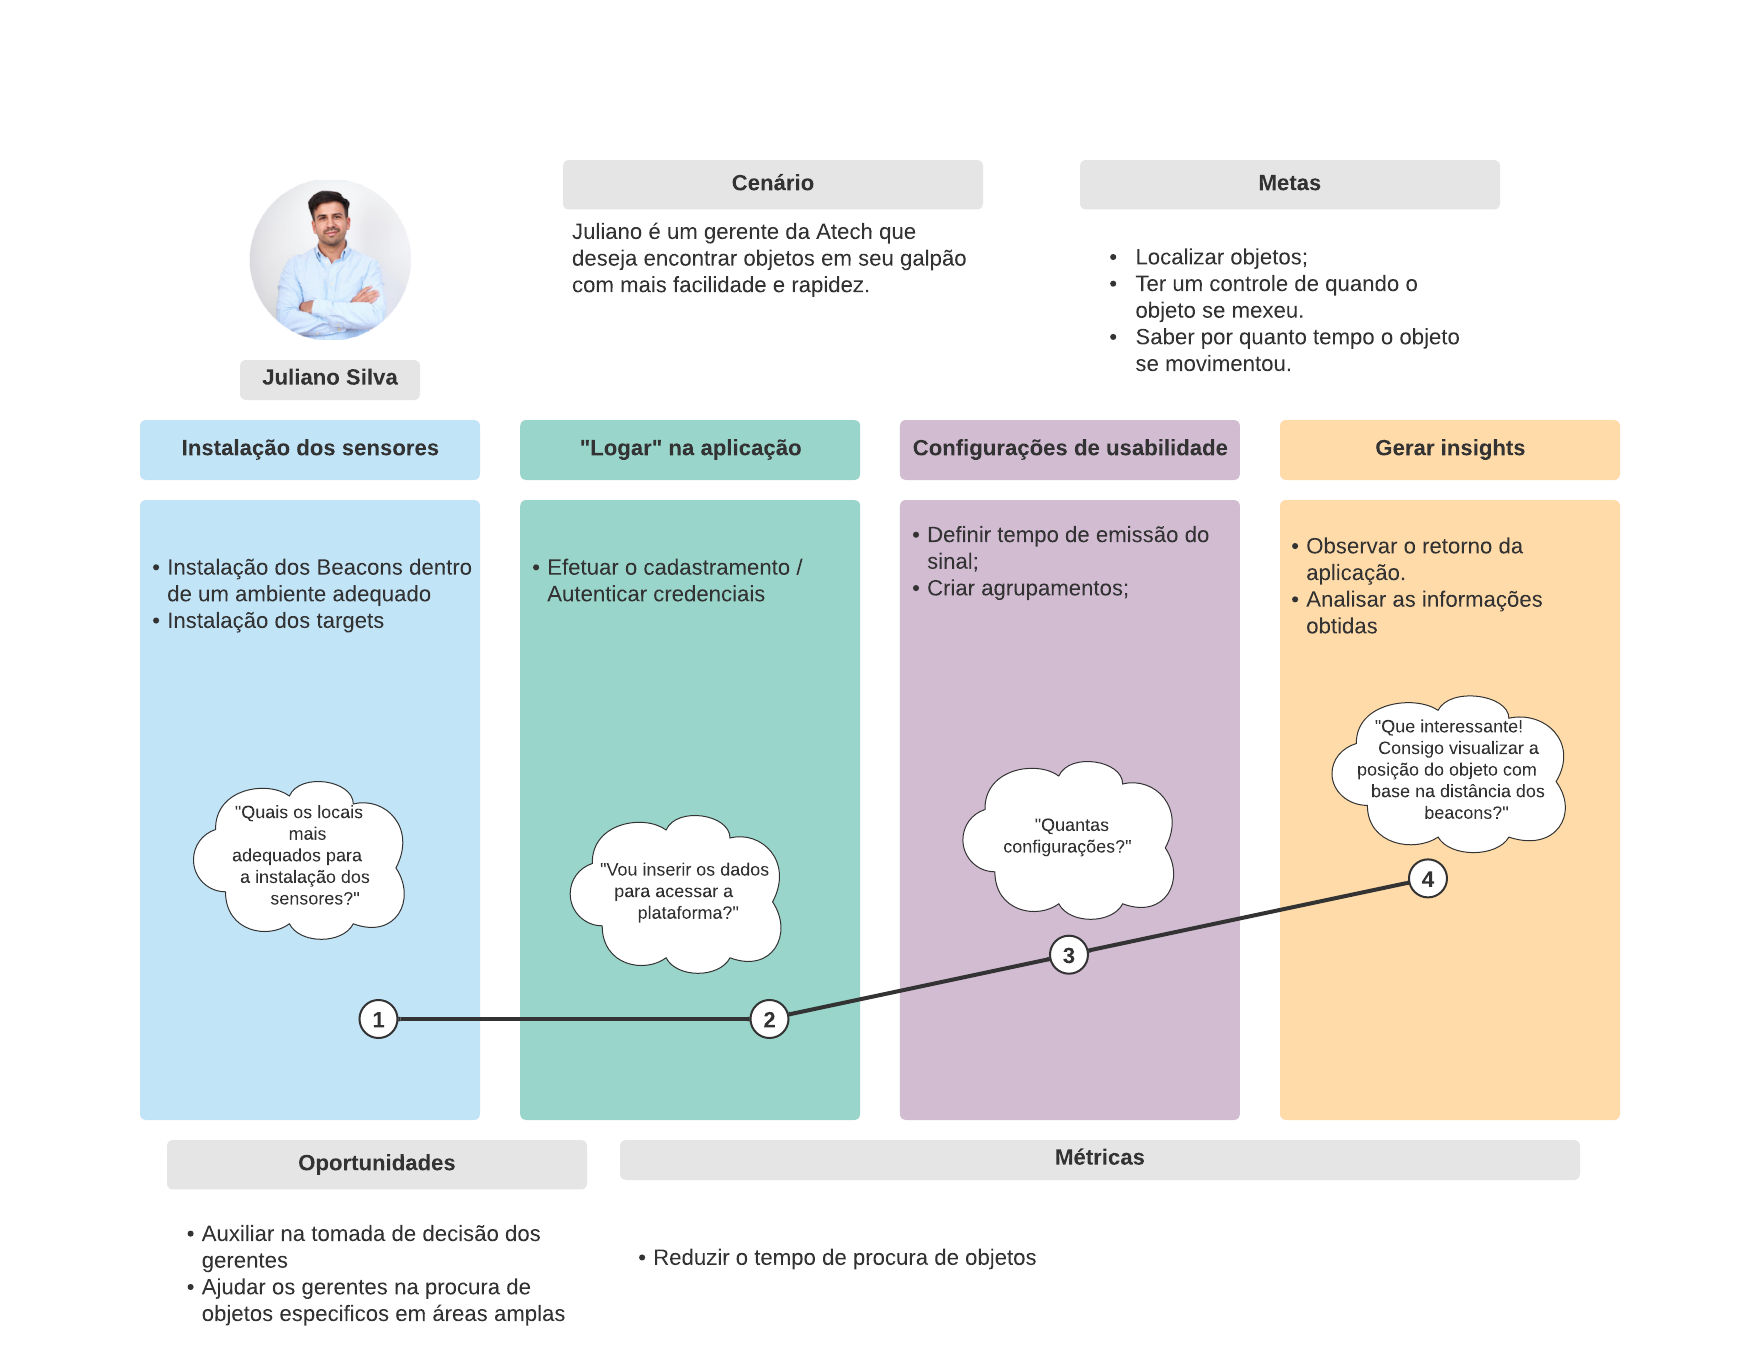 Cenário
Juliano é um gerente da Atech que
deseja encontrar objetos em seu galpão
com mais facilidade e rapidez.
Metas
• Localizar objetos;
• Ter um controle de quando o
objeto se mexeu.
• Saber por quanto tempo o objeto
se movimentou.
Juliano Silva
Instalação dos sensores
• Instalação dos Beacons dentro
de um ambiente adequado
• Instalação dos targets
"Quais os locais
mais
adequados para
a instalação dos
sensores?"
1
"Logar" na aplicação
• Efetuar o cadastramento /
Autenticar credenciais
"Vou inserir os dados
para acessar a
plataforma?"
2
Configurações de usabilidade
• Definir tempo de emissão do
sinal;
• Criar agrupamentos;
"Quantas
configurações?"
3
Gerar insights
• Observar o retorno da
aplicação.
• Analisar as informações
obtidas
"Que interessante!
Consigo visualizar a
posição do objeto com
base na distância dos
beacons?"
4
Oportunidades
• Auxiliar na tomada de decisão dos
gerentes
• Ajudar os gerentes na procura de
objetos especificos em áreas amplas
Métricas
• Reduzir o tempo de procura de objetos